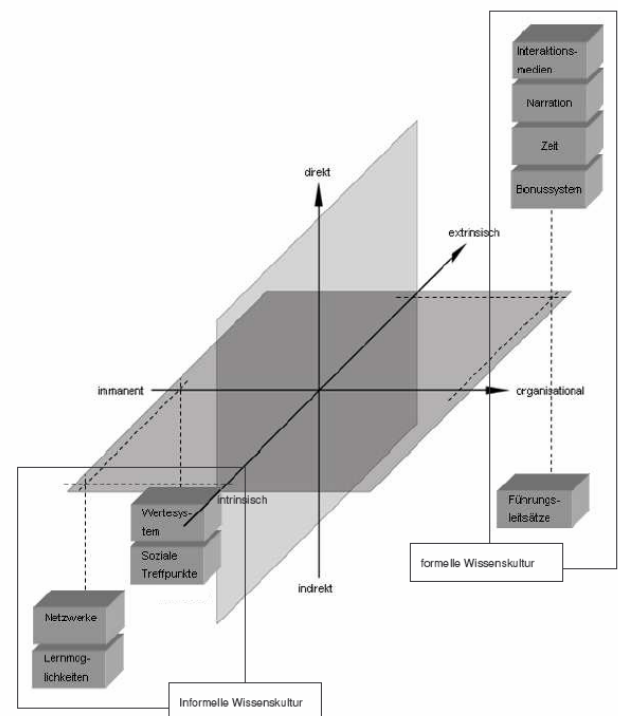 Interaktions-
medien
Narration
Zeit
Bonussystem
direkt
extrinsisch
immanent
organisational
intrinsisch
Wertesys-
tem
Soziale
Treffpunkte
Führungs-
leitsätze
formelle Wissenskultur
indirekt
Netzwerke
Lernmög-
lichkeiten
Informelle Wissenskultur